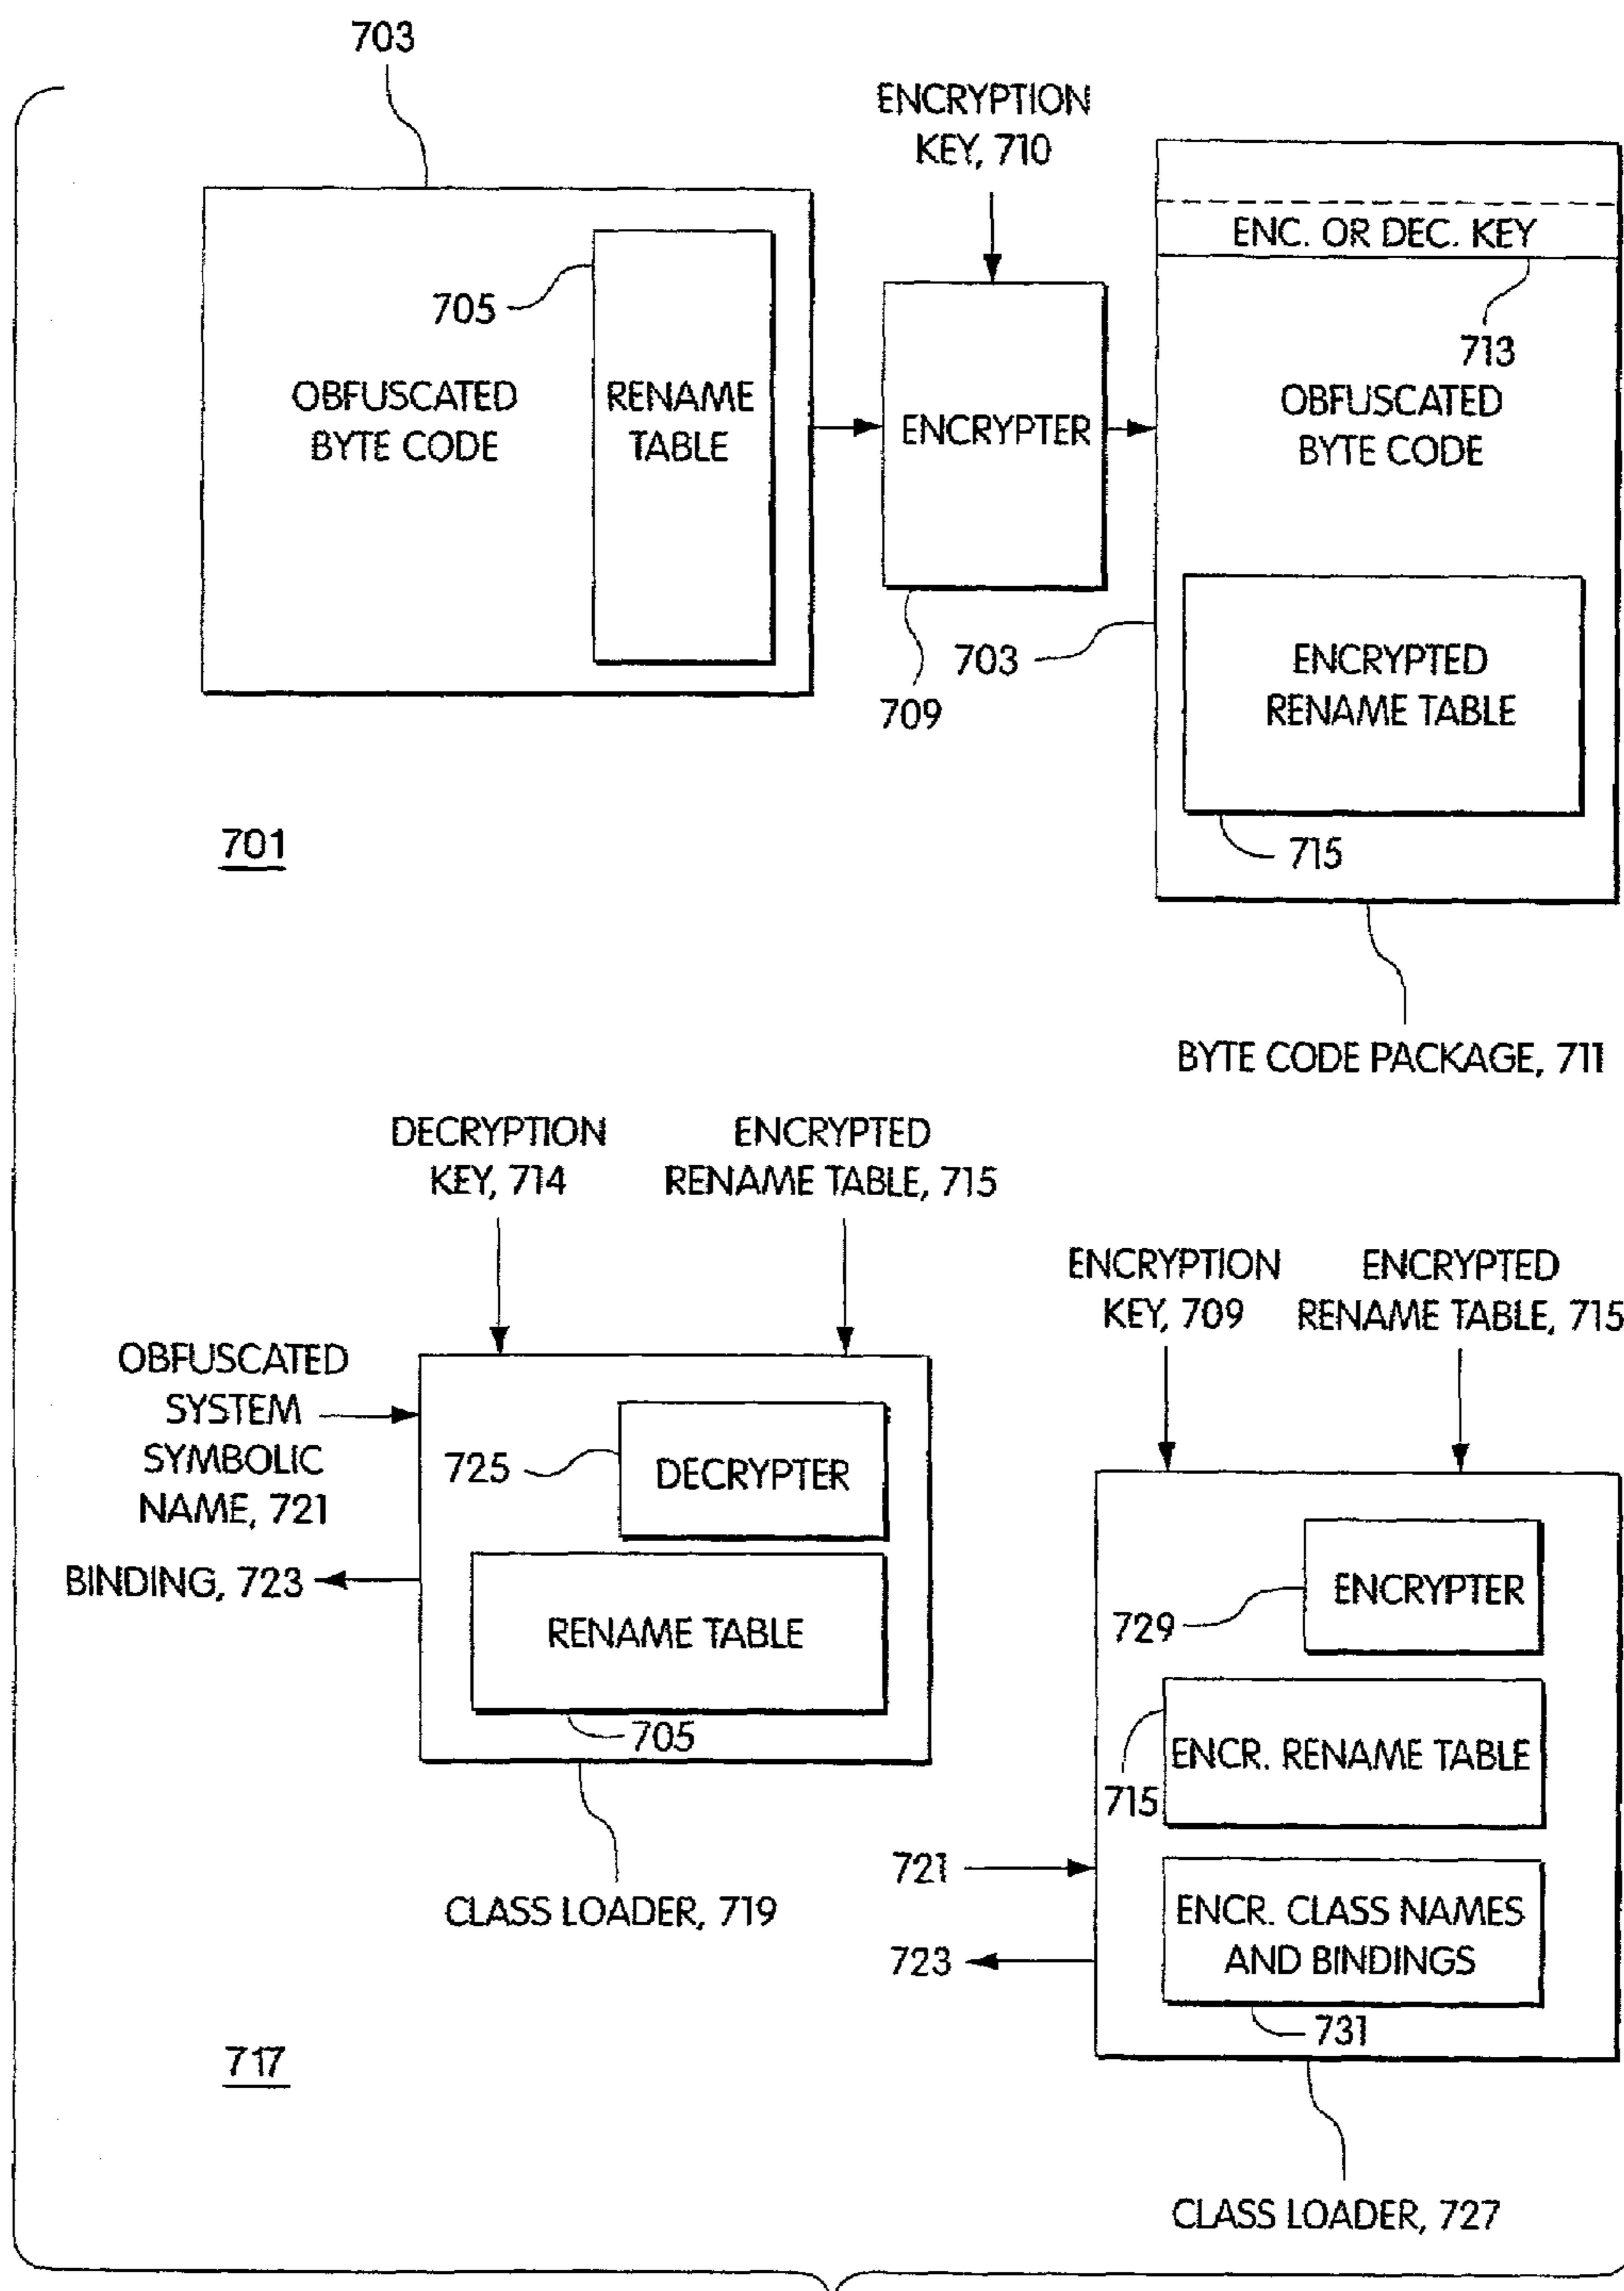 703
ENCRYPTION
KEY, 710
ENC. OR DEC. KEY
713
705
OBFUSCATED
BYTE CODE
RENAME
TABLE
ENCRYPTER
OBFUSCATED
BYTE CODE
703
709
ENCRYPTED
RENAME TABLE
715
701
BYTE CODE PACKAGE, 711
DECRYPTION
KEY, 714
ENCRYPTED
RENAME TABLE, 715
ENCRYPTION
KEY, 709
ENCRYPTED
RENAME TABLE, 715
OBFUSCATED
SYSTEM
SYMBOLIC
NAME, 721
BINDING, 723
725
DECRYPTER
RENAME TABLE
705
CLASS LOADER, 719
ENCRYPTER
729
ENCR. RENAME TABLE
715
721
723
ENCR. CLASS NAMES
AND BINDINGS
731
717
CLASS LOADER, 727